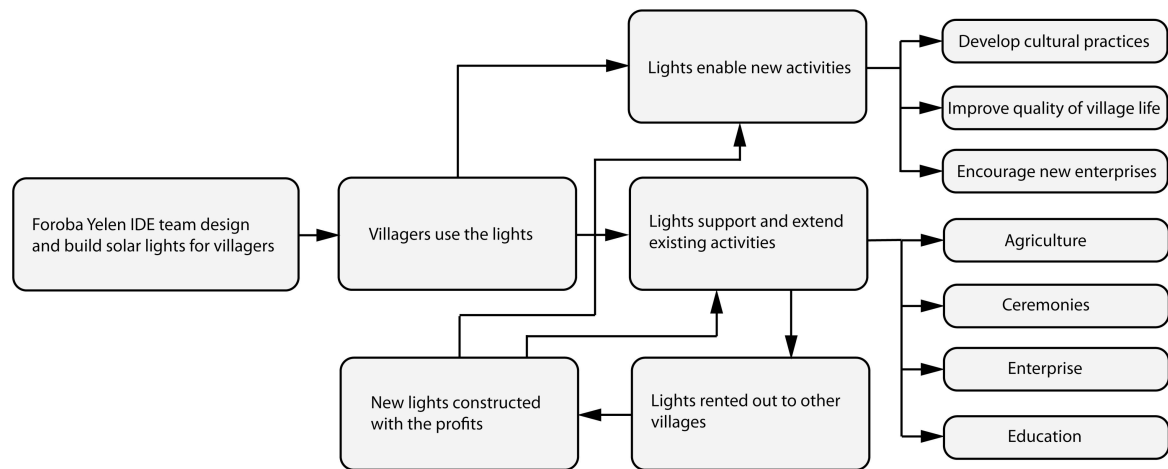 Foroba Yelen IDE team design
and build solar lights for villagers
Villagers use the lights
Lights enable new activities
Develop cultural practices
Improve quality of village life
Encourage new enterprises
Lights support and extend
existing activities
Agriculture
Ceremonies
Enterprise
Education
Lights rented out to other
villages
New lights constructed
with the profits